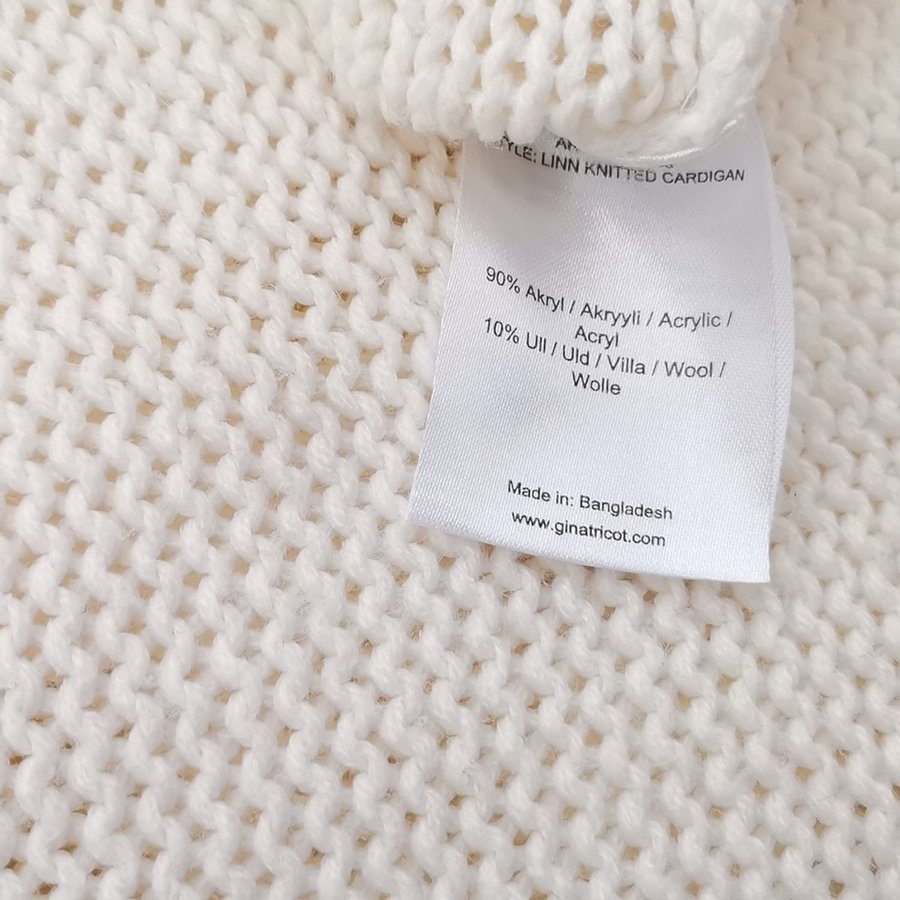 STYLE: LINN KNITTED CARDIGAN
90% Akryl / Akryyli / Acrylic /
Acryl
10% Ull / Uld / Villa / Wool /
Wolle
Made in: Bangladesh
www.ginatricot.com